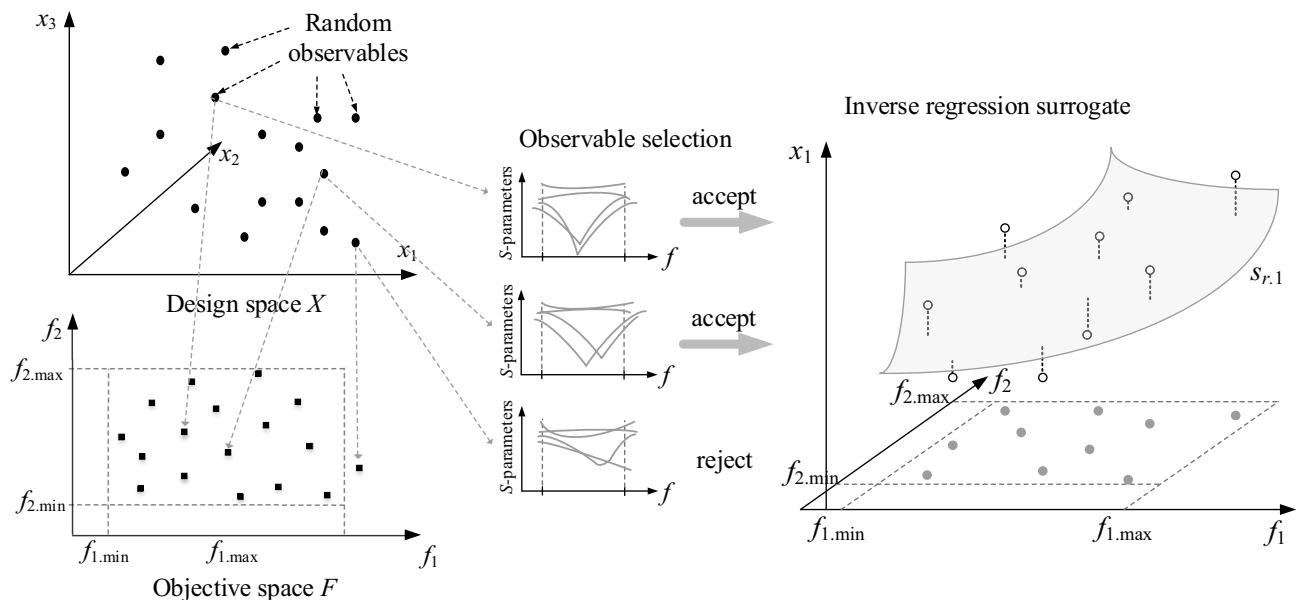 x3
Random
observables
x2
x1
Design space X
f2
f2.max
f2.min
f1.min
f1.max
f1
Objective space F
Observable selection
S-parameters
f
accept
S-parameters
f
accept
S-parameters
f
reject
Inverse regression surrogate
x1
sr.1
f2.max
f2
f2.min
f1.min
f1.max
f1